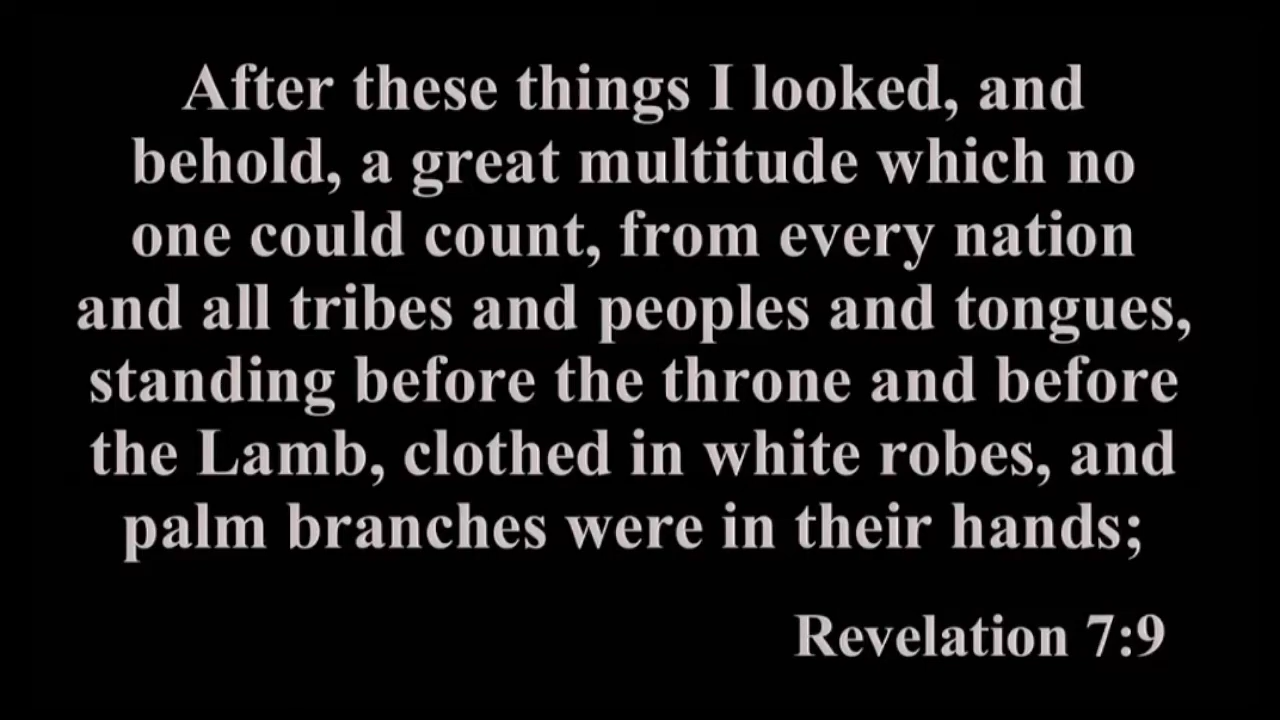 After these things I looked, and
behold, a great multitude which no
one could count, from every nation
and all tribes and peoples and tongues,
standing before the throne and before
the Lamb, clothed in white robes, and
palm branches were in their hands;
Revelation 7:9